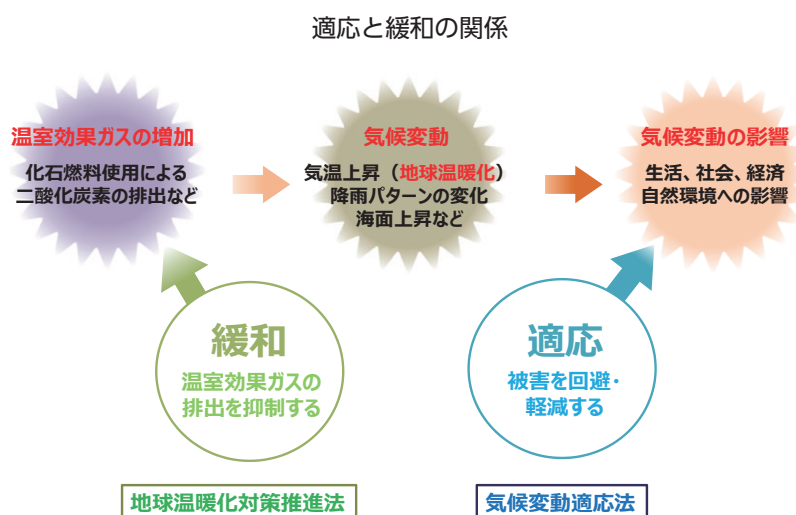 適応と緩和の関係
温室効果ガスの増加
化石燃料使用による
二酸化炭素の排出など
気候変動
気温上昇（地球温暖化）
降雨パターンの変化
海面上昇など
気候変動の影響
生活、社会、経済
自然環境への影響
緩和
温室効果ガスの
排出を抑制する
適応
被害を回避・
軽減する
地球温暖化対策推進法
気候変動適応法